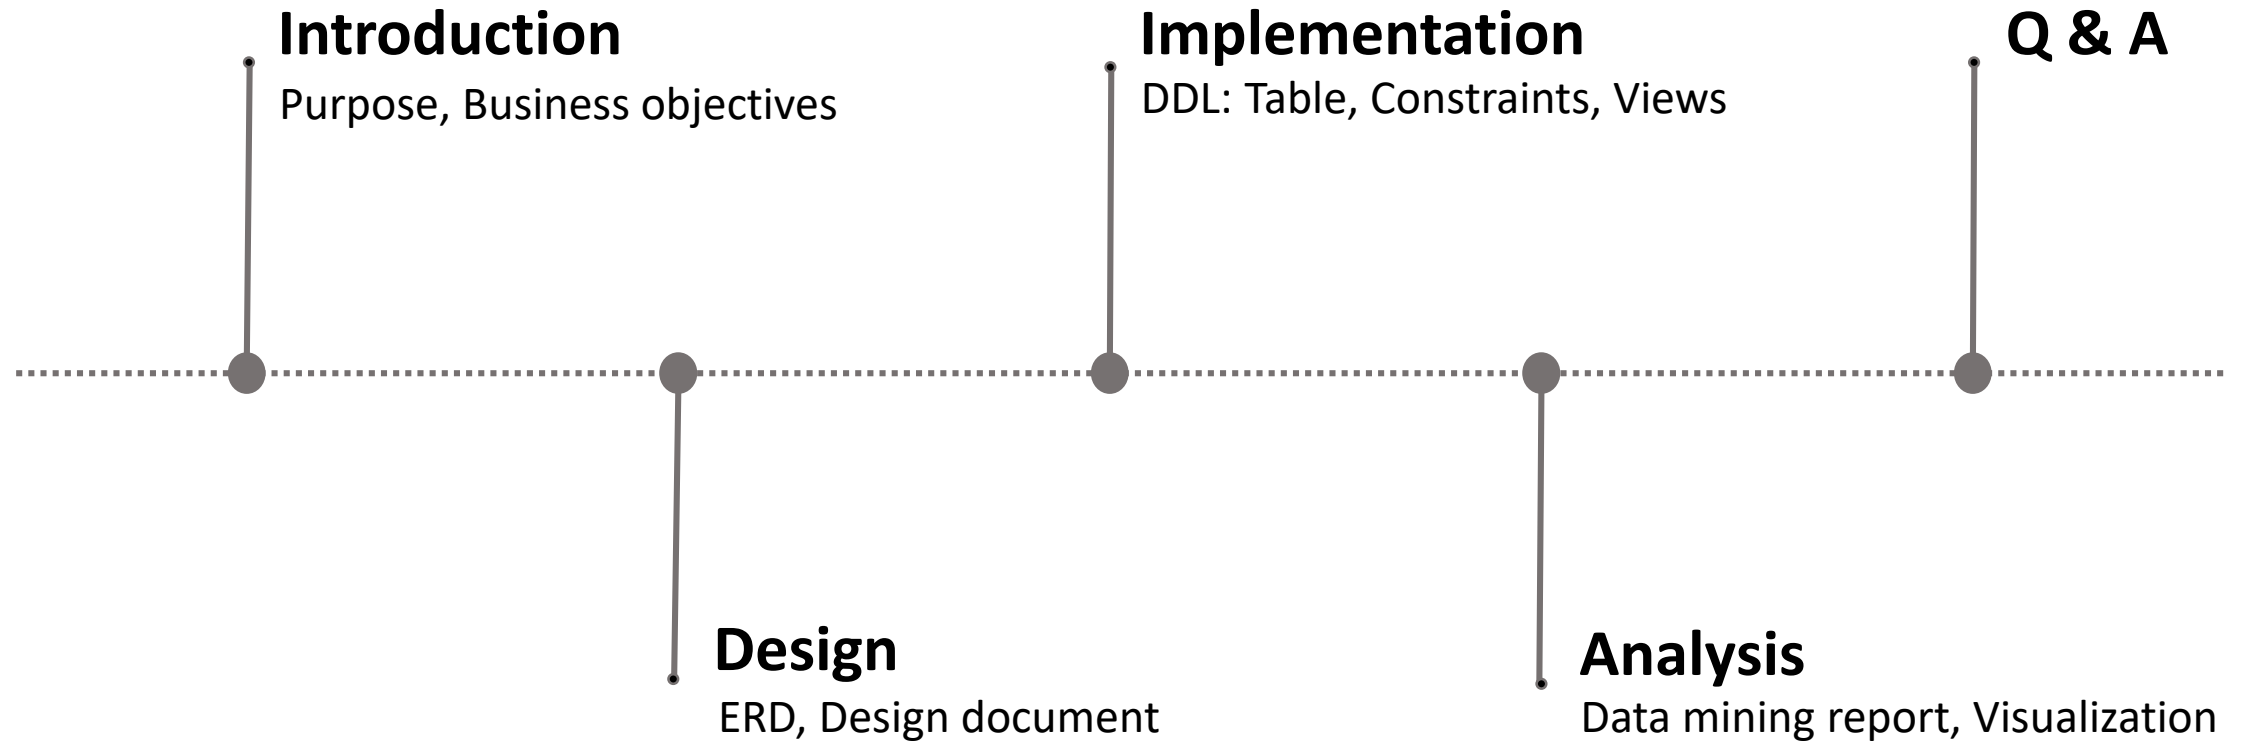 Introduction
Purpose, Business objectives
Implementation
DDL: Table, Constraints, Views
Q & A
Design
ERD, Design document
Analysis
Data mining report, Visualization